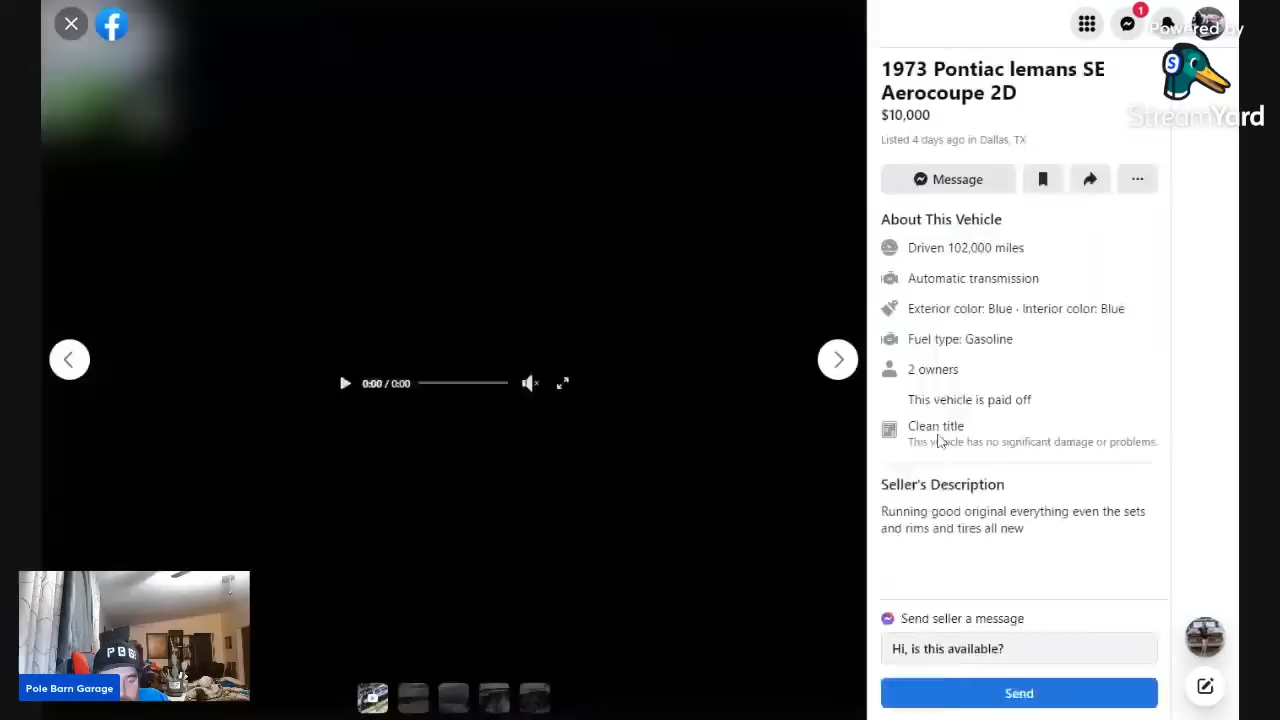 1
Powered by
S
StreamYard
1973 Pontiac lemans SE
Aerocoupe 2D
$10,000
Listed 4 days ago in Dallas, TX
Message
About This Vehicle
Driven 102,000 miles
Automatic transmission
Exterior color: Blue · Interior color: Blue
Fuel type: Gasoline
2 owners
This vehicle is paid off
Clean title
This vehicle has no significant damage or problems.
Seller's Description
Running good original everything even the sets
and rims and tires all new
0:00 / 0:00
Send seller a message
Hi, is this available?
Send
Pole Barn Garage